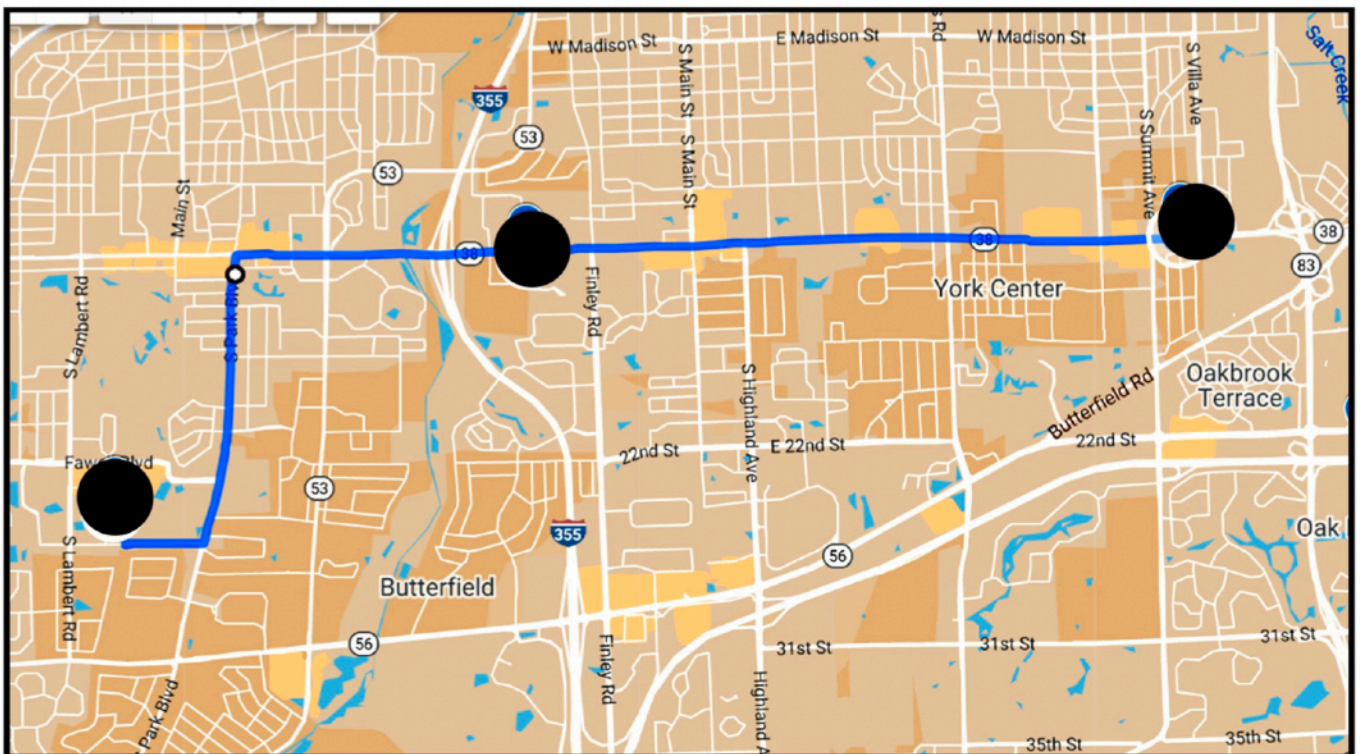 W Madison St
E Madison St
W Madison St
S Main St
S Villa Ave
Salt Creek
355
53
S Summit Ave
S Main St
53
Main St
38
38
38
83
S Lambert Rd
S Park Blvd
Finley Rd
York Center
S Highland Ave
Butterfield Rd
Oakbrook
Terrace
22nd St
E 22nd St
22nd St
53
355
56
Oak
S Lambert Rd
Butterfield
56
Finley Rd
31st St
31st St
31st St
Park Blvd
Highland A
35th St
35th St